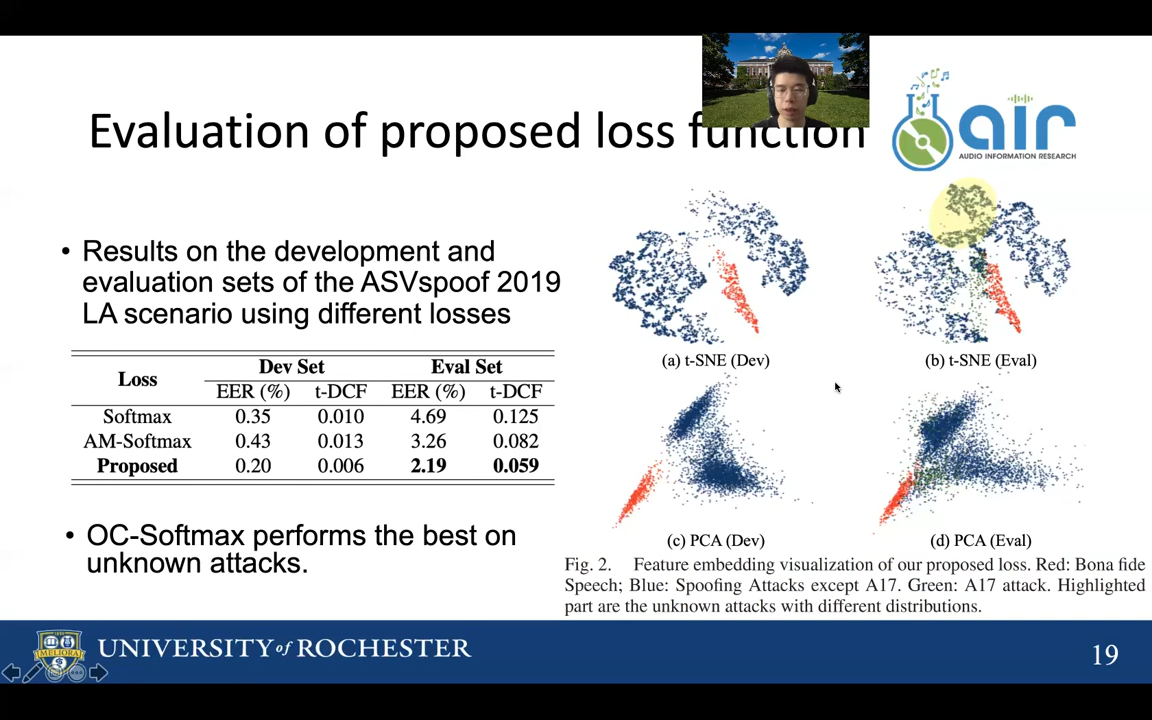 Evaluation of proposed loss function
air
AUDIO INFORMATION RESEARCH
• Results on the development and
evaluation sets of the ASVspoof 2019
LA scenario using different losses
Loss Dev Set Eval Set
EER (%) t-DCF EER (%) t-DCF
Softmax 0.35 0.010 4.69 0.125
AM-Softmax 0.43 0.013 3.26 0.082
Proposed 0.20 0.006 2.19 0.059
• OC-Softmax performs the best on
unknown attacks.
(a) t-SNE (Dev)
(b) t-SNE (Eval)
(c) PCA (Dev)
(d) PCA (Eval)
Fig. 2. Feature embedding visualization of our proposed loss. Red: Bona fide
Speech; Blue: Spoofing Attacks except A17. Green: A17 attack. Highlighted
part are the unknown attacks with different distributions.
MELIORA
UNIVERSITY of ROCHESTER
19